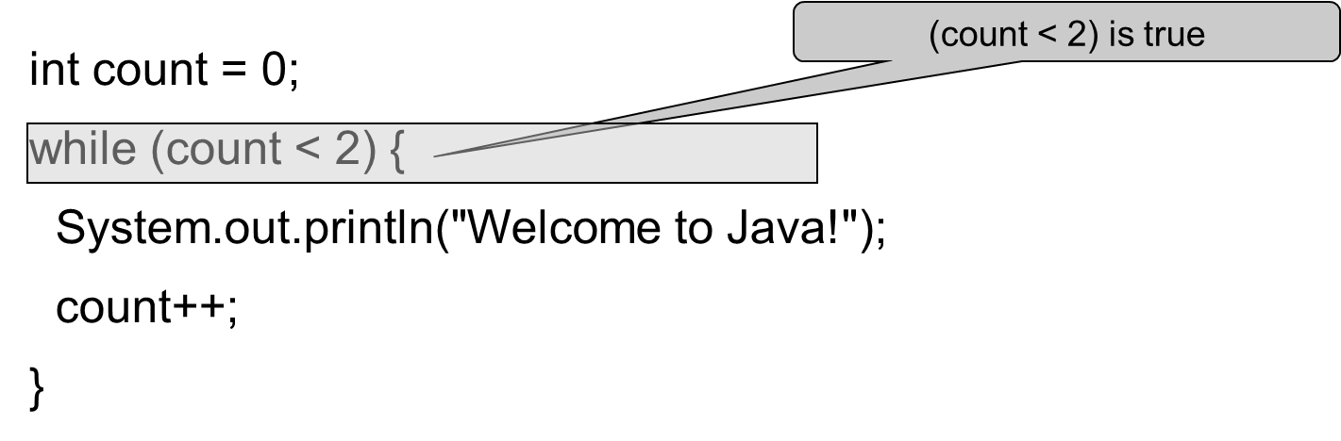 (count < 2) is true
int count = 0;
while (count < 2) {
System.out.println("Welcome to Java!");
count++;
}